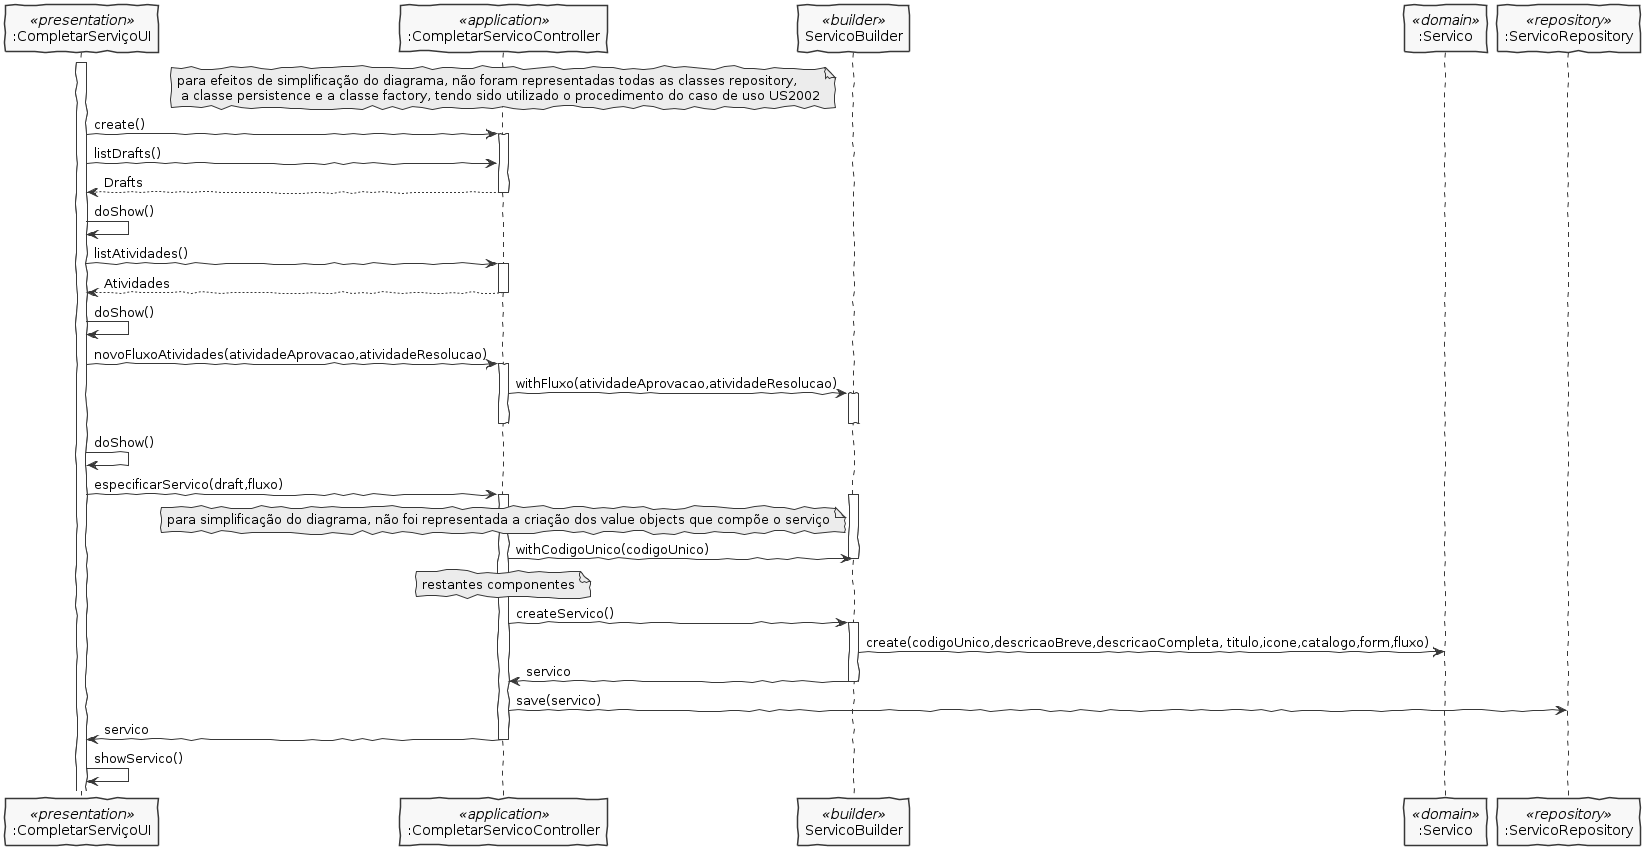 «presentation»
:CompletarServiçoUI
«application»
:CompletarServicoController
«builder»
ServicoBuilder
«domain»
:Servico
«repository»
:ServicoRepository
para efeitos de simplificação do diagrama, não foram representadas todas as classes repository,
a classe persistence e a classe factory, tendo sido utilizado o procedimento do caso de uso US2002
create()
listDrafts()
Drafts
doShow()
listAtividades()
Atividades
doShow()
novoFluxoAtividades(atividadeAprovacao,atividadeResolucao)
withFluxo(atividadeAprovacao,atividadeResolucao)
doShow()
especificarServico(draft,fluxo)
para simplificação do diagrama, não foi representada a criação dos value objects que compõe o serviço
withCodigoUnico(codigoUnico)
restantes componentes
createServico()
create(codigoUnico,descricaoBreve,descricaoCompleta, titulo,icone,catalogo,form,fluxo)
servico
save(servico)
servico
showServico()
«presentation»
:CompletarServiçoUI
«application»
:CompletarServicoController
«builder»
ServicoBuilder
«domain»
:Servico
«repository»
:ServicoRepository